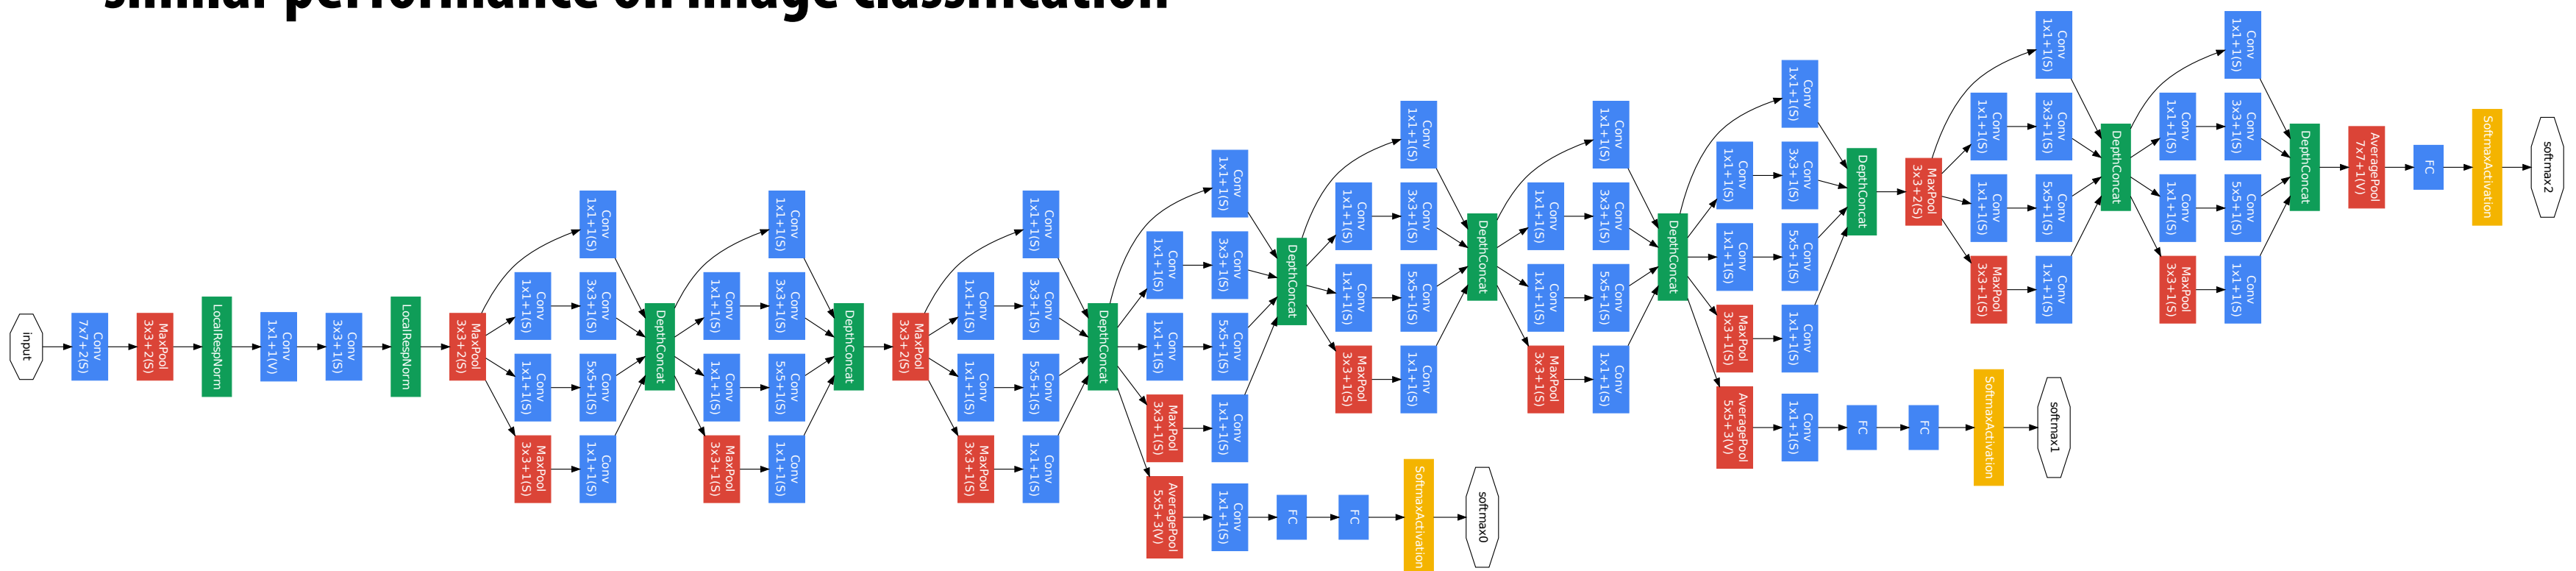 similar performance on image classification
input
Conv
7x7+2(S)
MaxPool
3x3+2(S)
LocalRespNorm
Conv
1x1+1(V)
Conv
3x3+1(S)
LocalRespNorm
MaxPool
3x3+2(S)
Conv
1x1+1(S)
Conv
1x1+1(S)
MaxPool
3x3+1(S)
Conv
1x1+1(S)
Conv
3x3+1(S)
Conv
5x5+1(S)
Conv
1x1+1(S)
DepthConcat
Conv
1x1+1(S)
Conv
1x1+1(S)
MaxPool
3x3+1(S)
Conv
1x1+1(S)
Conv
3x3+1(S)
Conv
5x5+1(S)
Conv
1x1+1(S)
DepthConcat
MaxPool
3x3+2(S)
Conv
1x1+1(S)
Conv
1x1+1(S)
MaxPool
3x3+1(S)
Conv
1x1+1(S)
Conv
3x3+1(S)
Conv
5x5+1(S)
Conv
1x1+1(S)
DepthConcat
Conv
1x1+1(S)
Conv
1x1+1(S)
MaxPool
3x3+1(S)
AveragePool
5x5+3(V)
Conv
1x1+1(S)
Conv
3x3+1(S)
Conv
5x5+1(S)
Conv
1x1+1(S)
Conv
1x1+1(S)
DepthConcat
FC
Conv
1x1+1(S)
Conv
1x1+1(S)
MaxPool
3x3+1(S)
FC
Conv
1x1+1(S)
Conv
3x3+1(S)
Conv
5x5+1(S)
Conv
1x1+1(S)
SoftmaxActivation
DepthConcat
softmax0
Conv
1x1+1(S)
Conv
1x1+1(S)
MaxPool
3x3+1(S)
Conv
1x1+1(S)
Conv
3x3+1(S)
Conv
5x5+1(S)
Conv
1x1+1(S)
DepthConcat
Conv
1x1+1(S)
Conv
1x1+1(S)
MaxPool
3x3+1(S)
AveragePool
5x5+3(V)
Conv
1x1+1(S)
Conv
3x3+1(S)
Conv
5x5+1(S)
Conv
1x1+1(S)
Conv
1x1+1(S)
DepthConcat
FC
MaxPool
3x3+2(S)
FC
Conv
1x1+1(S)
Conv
1x1+1(S)
MaxPool
3x3+1(S)
SoftmaxActivation
Conv
1x1+1(S)
Conv
3x3+1(S)
Conv
5x5+1(S)
Conv
1x1+1(S)
softmax1
DepthConcat
Conv
1x1+1(S)
Conv
1x1+1(S)
MaxPool
3x3+1(S)
Conv
1x1+1(S)
Conv
3x3+1(S)
Conv
5x5+1(S)
Conv
1x1+1(S)
DepthConcat
AveragePool
7x7+1(V)
FC
SoftmaxActivation
softmax2